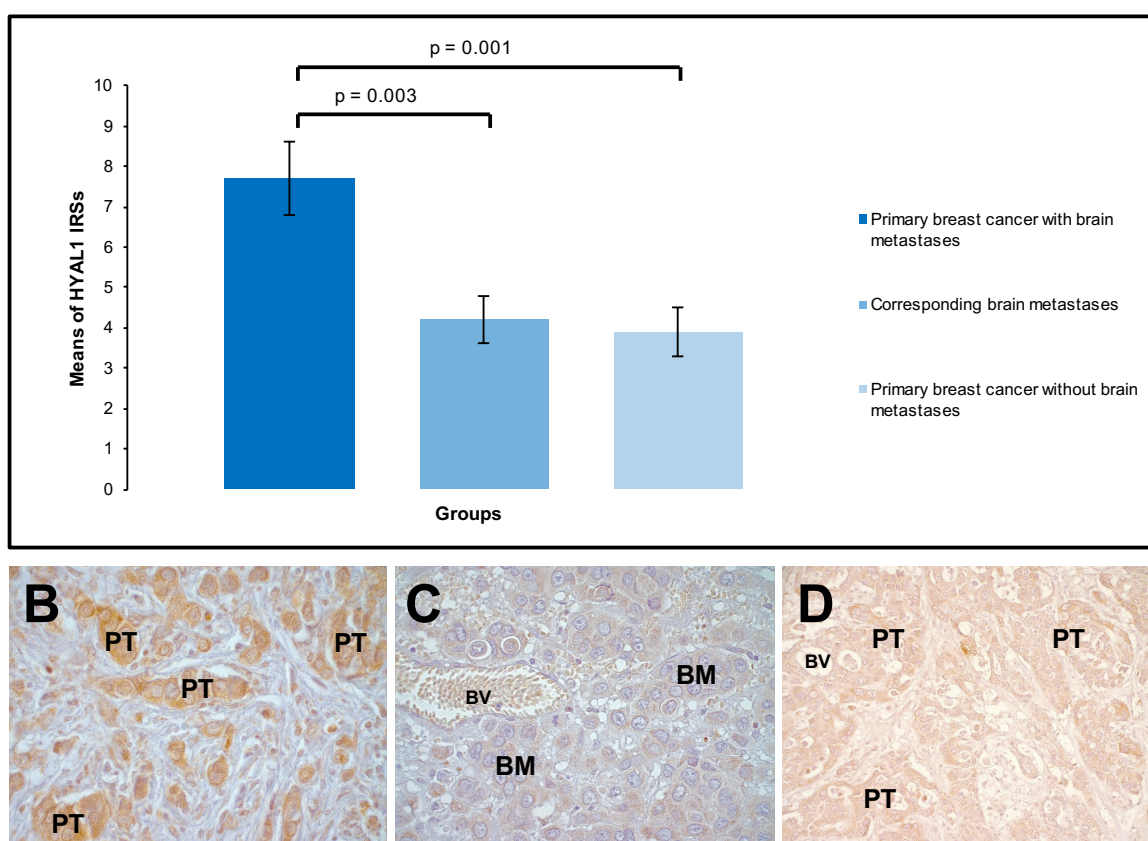 p = 0.001
p = 0.003
10
9
8
7
6
5
4
3
2
1
0
Means of HYAL1 IRSs
Groups
Primary breast cancer with brain
metastases
Corresponding brain metastases
Primary breast cancer without brain
metastases
B
PT
PT
PT
PT
C
BM
BV
BM
D
PT
PT
BV
PT